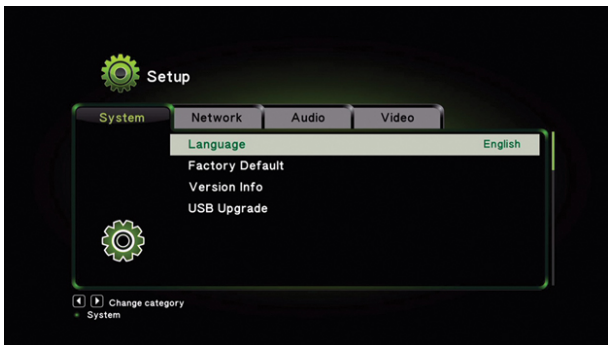 Setup
System Network Audio Video
Language English
Factory Default
Version Info
USB Upgrade
Change category
System